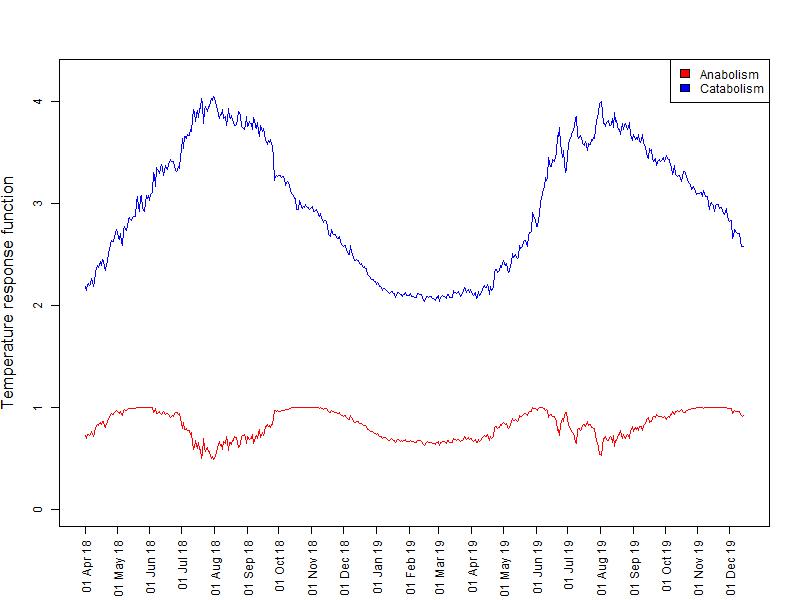 Anabolism
Catabolism
Temperature response function
4
3
2
1
0
01 Apr 18
01 May 18
01 Jun 18
01 Jul 18
01 Aug 18
01 Sep 18
01 Oct 18
01 Nov 18
01 Dec 18
01 Jan 19
01 Feb 19
01 Mar 19
01 Apr 19
01 May 19
01 Jun 19
01 Jul 19
01 Aug 19
01 Sep 19
01 Oct 19
01 Nov 19
01 Dec 19